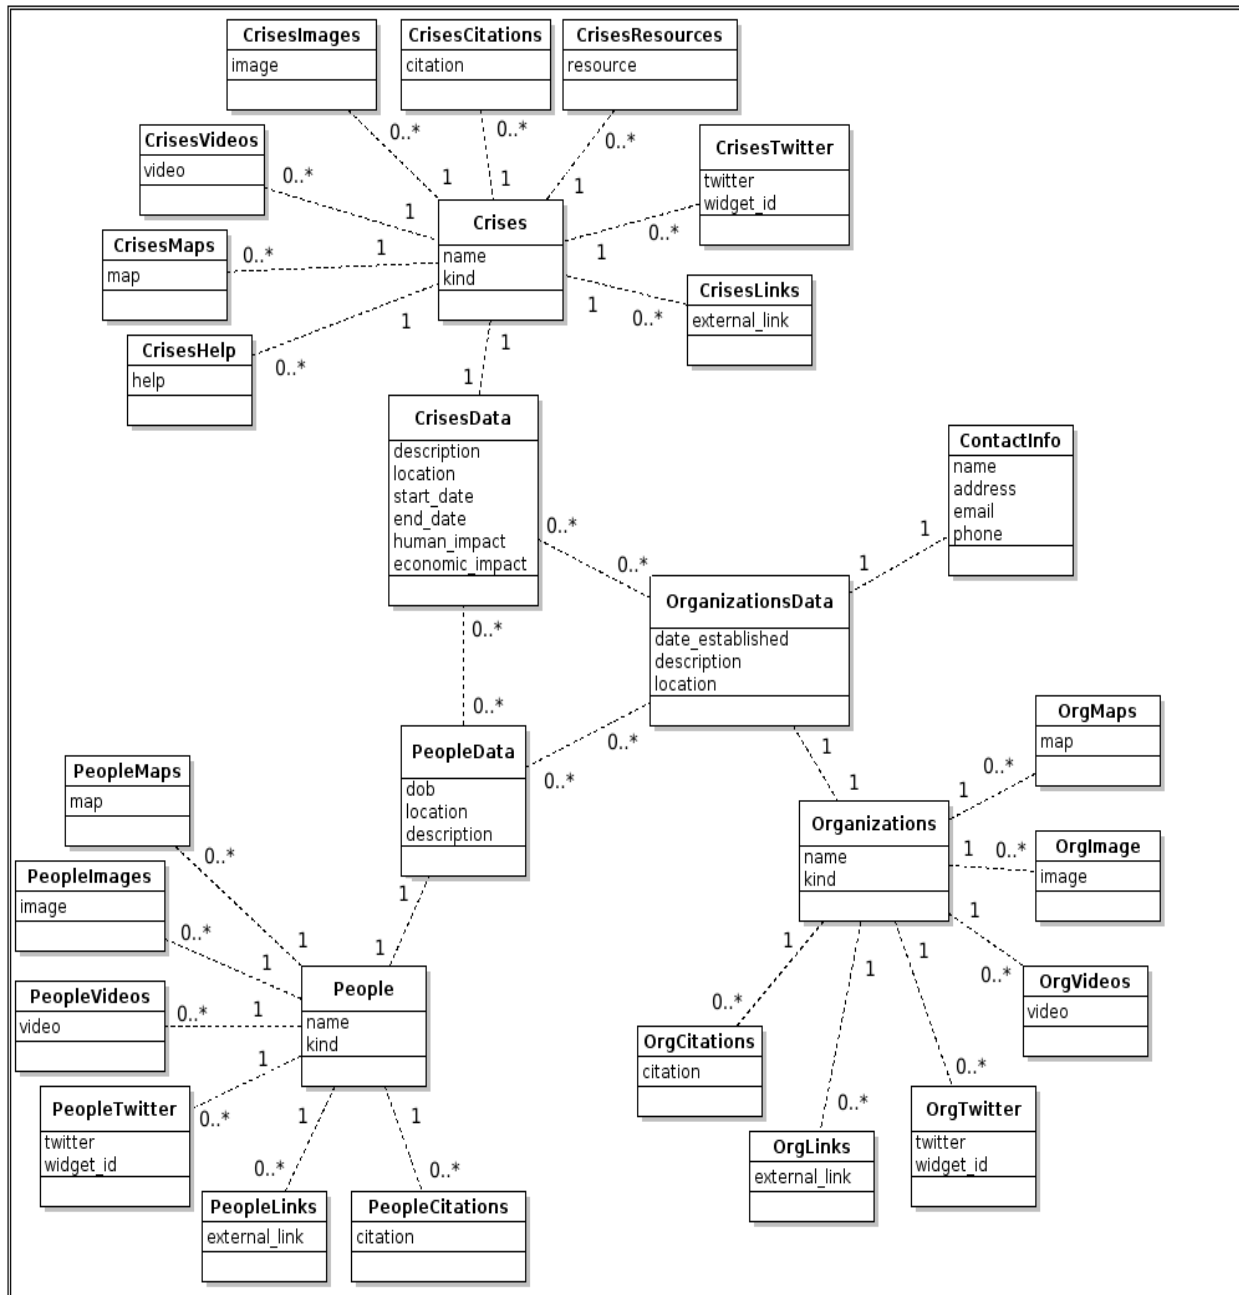 CrisesImages
image
CrisesCitations
citation
CrisesResources
resource
0..*
0..*
0..*
CrisesVideos
video
0..*
CrisesTwitter
twitter
widget_id
0..*
1
1
1
1
1
CrisesMaps
map
0..*
1
Crises
name
kind
CrisesLinks
external_link
0..*
1
CrisesHelp
help
0..*
1
1
1
CrisesData
description
location
start_date
end_date
human_impact
economic_impact
ContactInfo
name
address
email
phone
0..*
0..*
1
1
OrganizationsData
date_established
description
location
0..*
0..*
0..*
0..*
1
1
PeopleData
dob
location
description
OrgMaps
map
0..*
1
PeopleMaps
map
0..*
1
Organizations
name
kind
OrgImage
image
0..*
1
PeopleImages
image
0..*
1
1
1
OrgVideos
video
0..*
1
PeopleVideos
video
0..*
1
People
name
kind
1
1
1
OrgCitations
citation
0..*
PeopleTwitter
twitter
widget_id
0..*
1
OrgLinks
external_link
0..*
OrgTwitter
twitter
widget_id
0..*
1
1
PeopleLinks
external_link
0..*
PeopleCitations
citation
0..*